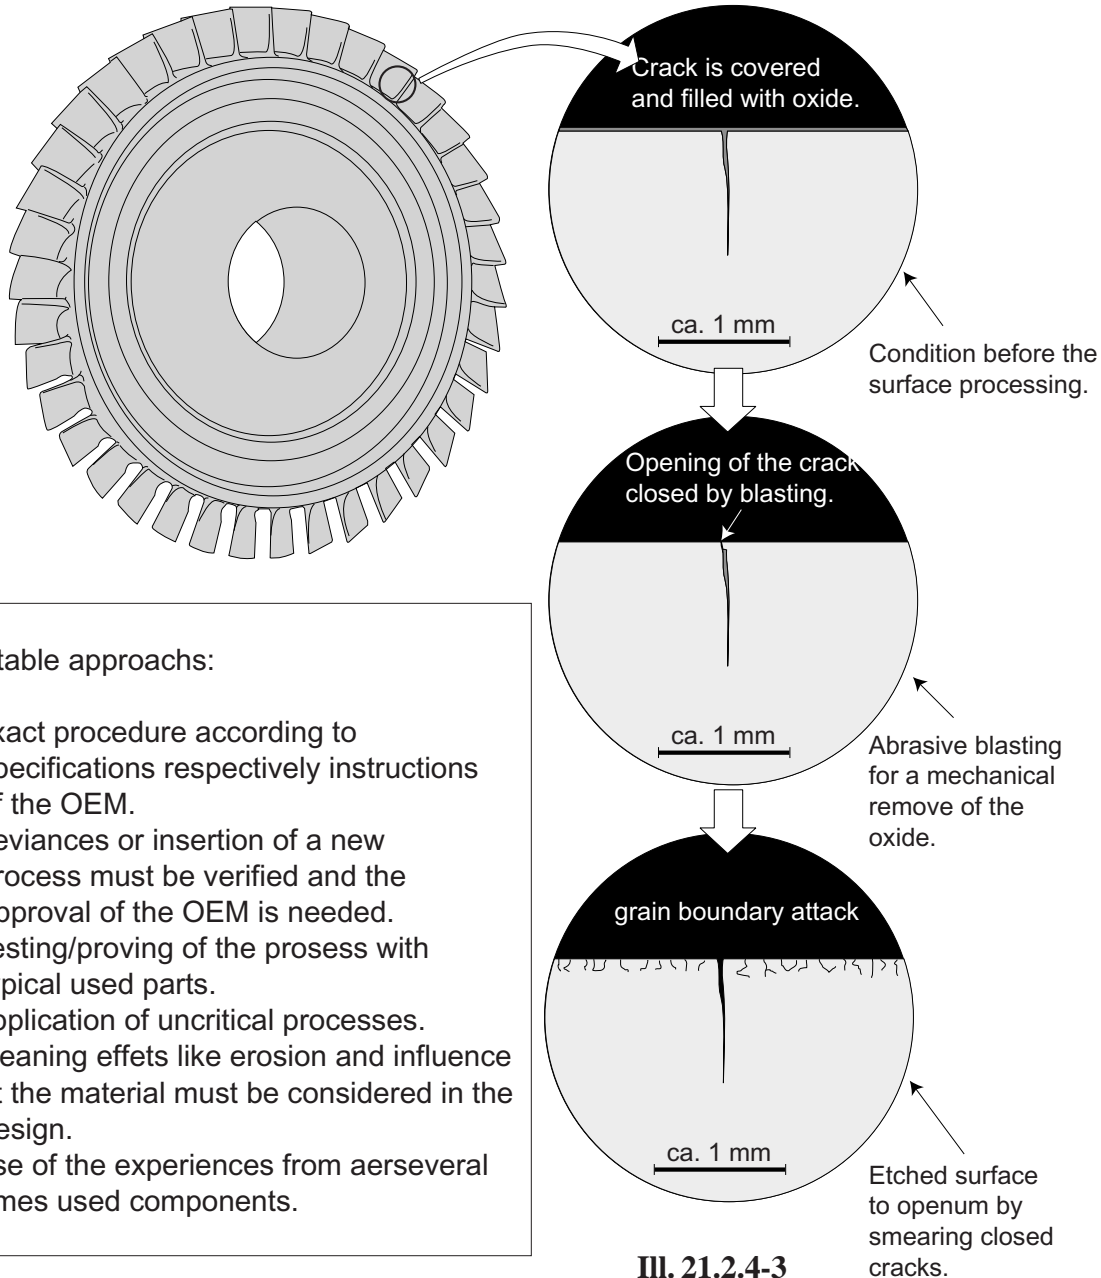 Crack is covered
and filled with oxide.
ca. 1 mm
Condition before the
surface processing.
Opening of the crack
closed by blasting.
ca. 1 mm
Abrasive blasting
for a mechanical
remove of the
oxide.
grain boundary attack
ca. 1 mm
Etched surface
to openum by
smearing closed
cracks.
table approachs:
xact procedure according to
pecifications respectively instructions
f the OEM.
eviances or insertion of a new
rocess must be verified and the
pproval of the OEM is needed.
esting/proving of the prosess with
ypical used parts.
pplication of uncritical processes.
eaning effets like erosion and influence
t the material must be considered in the
esign.
se of the experiences from aerseveral
mes used components.
Ill. 21.2.4-3